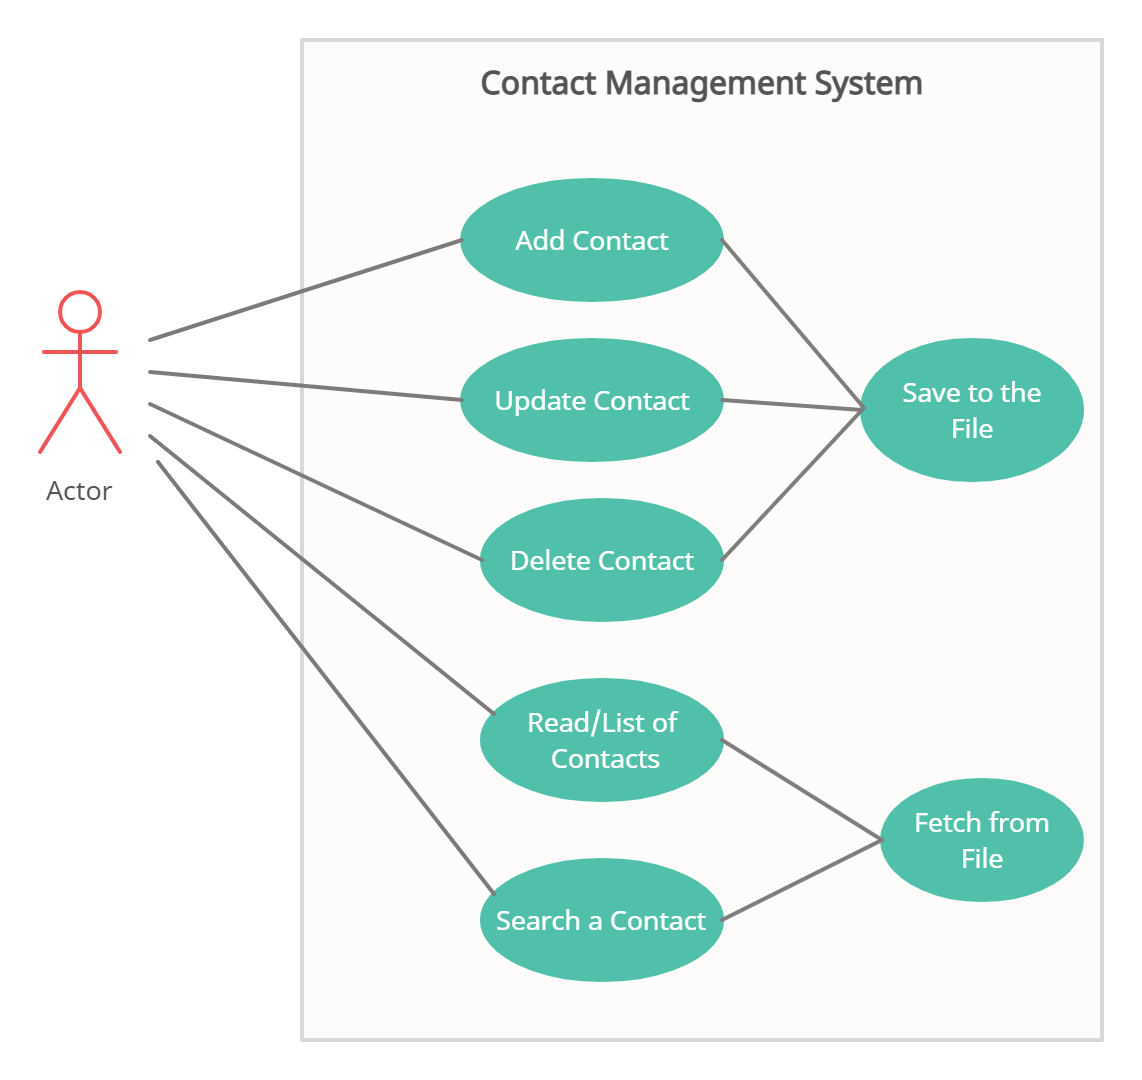 Contact Management System
Add Contact
Update Contact
Save to the
File
Actor
Delete Contact
Read/List of
Contacts
Fetch from
File
Search a Contact